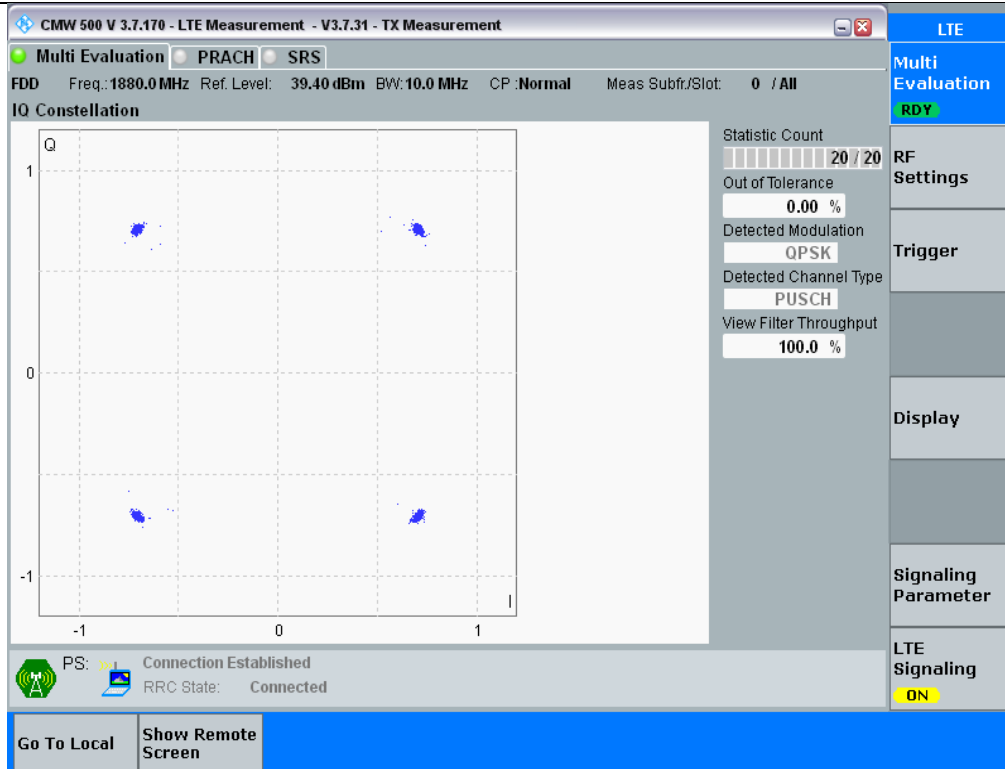 CMW 500 V 3.7.170 - LTE Measurement - V3.7.31 - TX Measurement
LTE
Multi Evaluation PRACH SRS
Multi
Evaluation
RDY
FDD Freq.:1880.0 MHz Ref. Level: 39.40 dBm BW:10.0 MHz CP :Normal Meas Subfr./Slot: 0 / All
IQ Constellation
Q
1
0
-1
-1 0 1
I
Statistic Count
20 / 20
Out of Tolerance
0.00 %
Detected Modulation
QPSK
Detected Channel Type
PUSCH
View Filter Throughput
100.0 %
RF
Settings
Trigger
Display
Signaling
Parameter
LTE
Signaling
ON
PS: Connection Established
RRC State: Connected
Go To Local
Show Remote
Screen